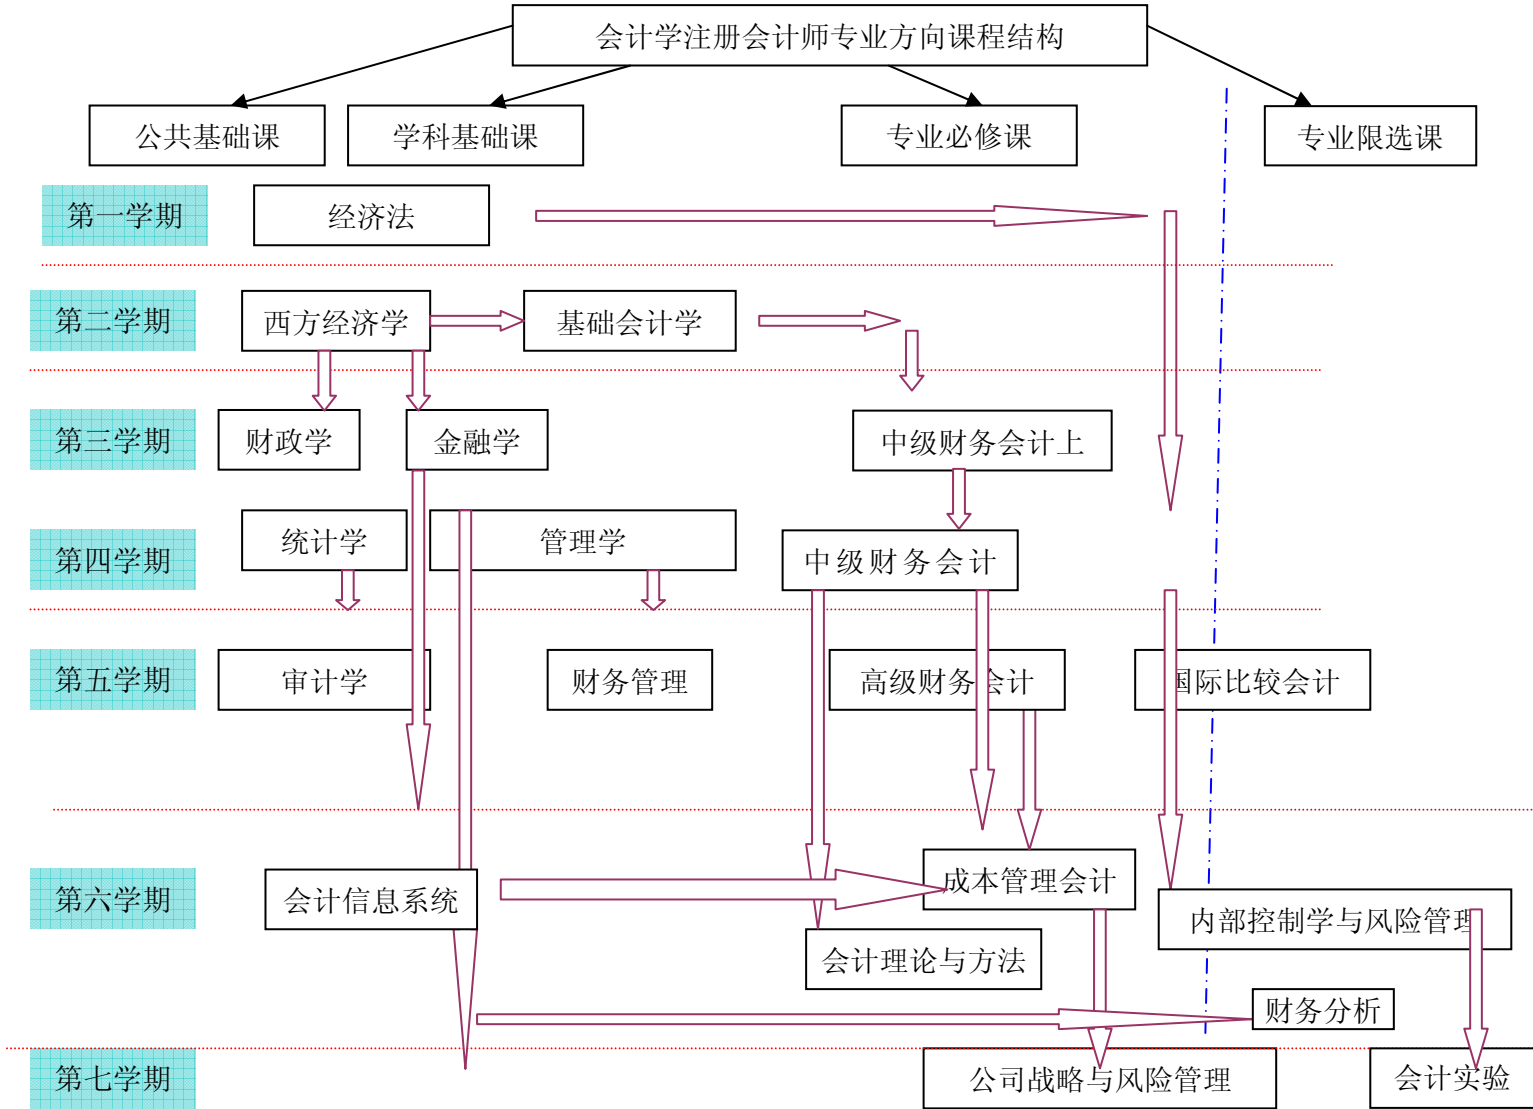 会计学注册会计师专业方向课程结构
公共基础课
学科基础课
专业必修课
专业限选课
第一学期
经济法
第二学期
西方经济学
基础会计学
第三学期
财政学
金融学
中级财务会计上
第四学期
统计学
管理学
中级财务会计
第五学期
审计学
财务管理
高级财务会计
国际比较会计
第六学期
会计信息系统
成本管理会计
内部控制学与风险管理
会计理论与方法
财务分析
第七学期
公司战略与风险管理
会计实验